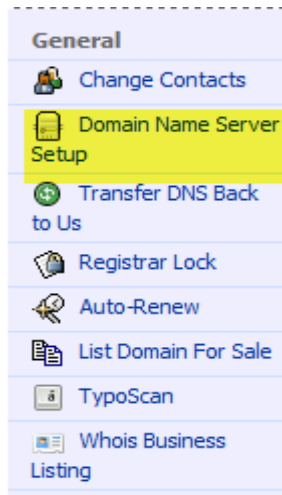 General
Change Contacts
Domain Name Server
Setup
Transfer DNS Back
to Us
Registrar Lock
Auto-Renew
List Domain For Sale
TypoScan
Whois Business
Listing